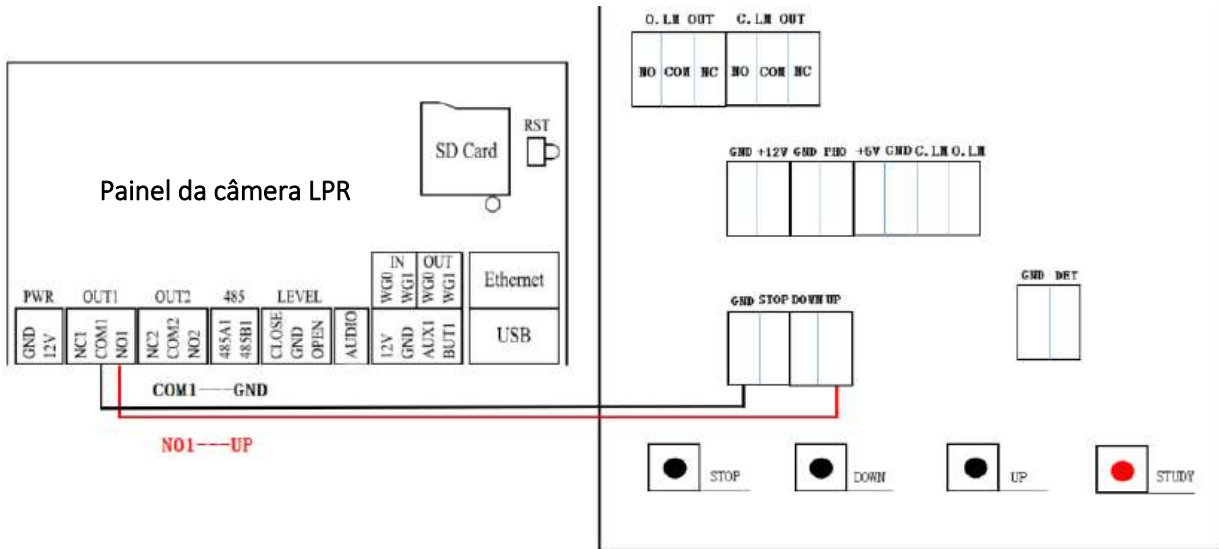 O.LM OUT C.LM OUT
NO COM NC NO COM NC
RST
SD Card
Painel da câmera LPR
GND +12V GND PHO +5V GND C.LM O.LM
IN OUT
WG0 WG1 WG0 WG1
Ethernet
GND DET
PWR OUT1 OUT2 485 LEVEL
GND STOP DOWN UP
GND 12V NC1 COM1 NO1 NC2 COM2 NO2 485A1 485B1 CLOSE GND OPEN AUDIO 12V GND AUX1 BUT1 USB
COM1----GND
NO1---UP
STOP DOWN UP STUDY